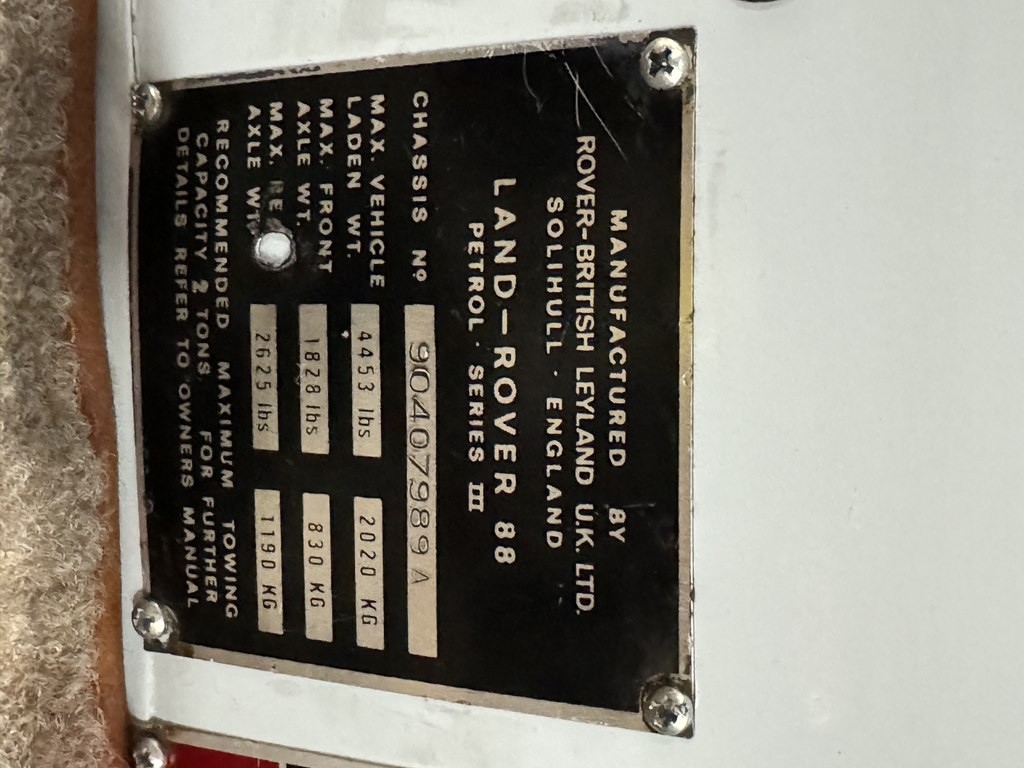 MANUFACTURED BY
ROVER-BRITISH LEYLAND U.K. LTD.
SOLIHULL · ENGLAND
LAND-ROVER 88
PETROL · SERIES III
CHASSIS Nº 90407989 A
MAX. VEHICLE
LADEN WT. 4453 lbs 2020 KG
MAX. FRONT
AXLE WT. 1828 lbs 830 KG
MAX.
AXLE WT. 2625 lbs 1190 KG
RECOMMENDED MAXIMUM TOWING
CAPACITY 2 TONS. FOR FURTHER
DETAILS REFER TO OWNERS MANUAL